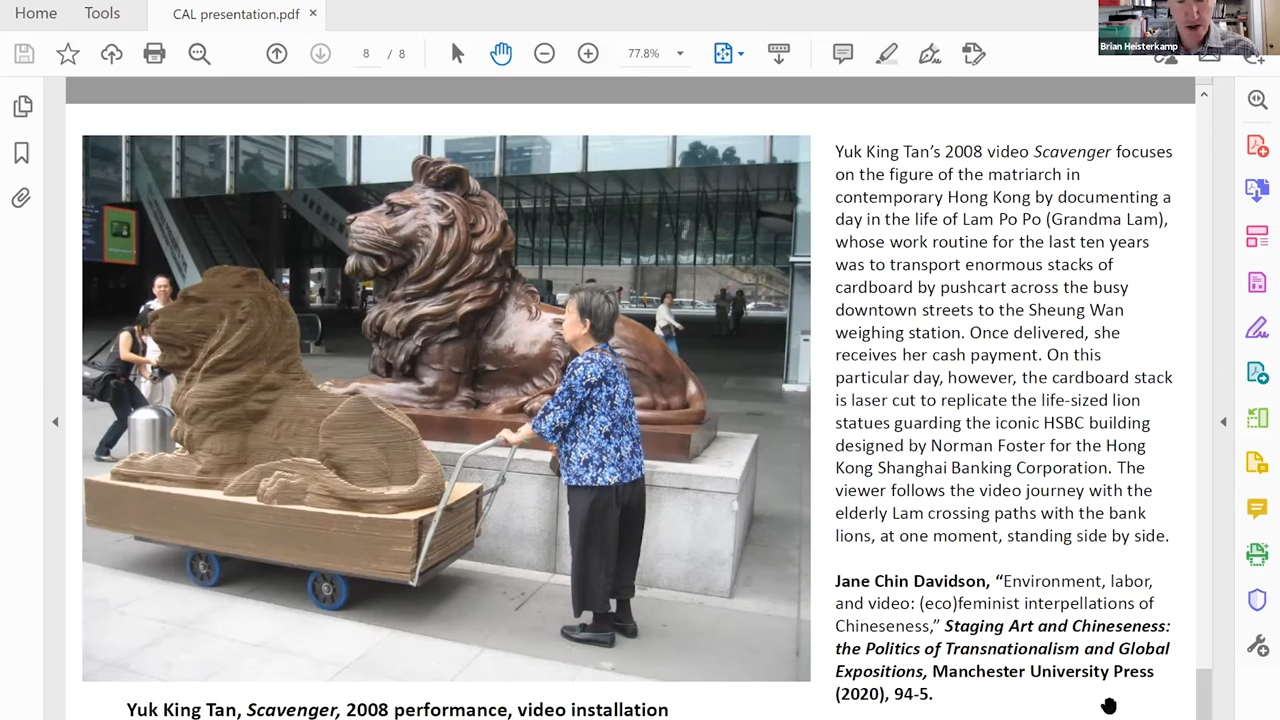 Home
Tools
CAL presentation.pdf
8 / 8
77.8%
Brian Heisterkamp
Yuk King Tan's 2008 video Scavenger focuses
on the figure of the matriarch in
contemporary Hong Kong by documenting a
day in the life of Lam Po Po (Grandma Lam),
whose work routine for the last ten years
was to transport enormous stacks of
cardboard by pushcart across the busy
downtown streets to the Sheung Wan
weighing station. Once delivered, she
receives her cash payment. On this
particular day, however, the cardboard stack
is laser cut to replicate the life-sized lion
statues guarding the iconic HSBC building
designed by Norman Foster for the Hong
Kong Shanghai Banking Corporation. The
viewer follows the video journey with the
elderly Lam crossing paths with the bank
lions, at one moment, standing side by side.
Jane Chin Davidson, “Environment, labor,
and video: (eco)feminist interpellations of
Chineseness,” Staging Art and Chineseness:
the Politics of Transnationalism and Global
Expositions, Manchester University Press
(2020), 94-5.
Yuk King Tan, Scavenger, 2008 performance, video installation